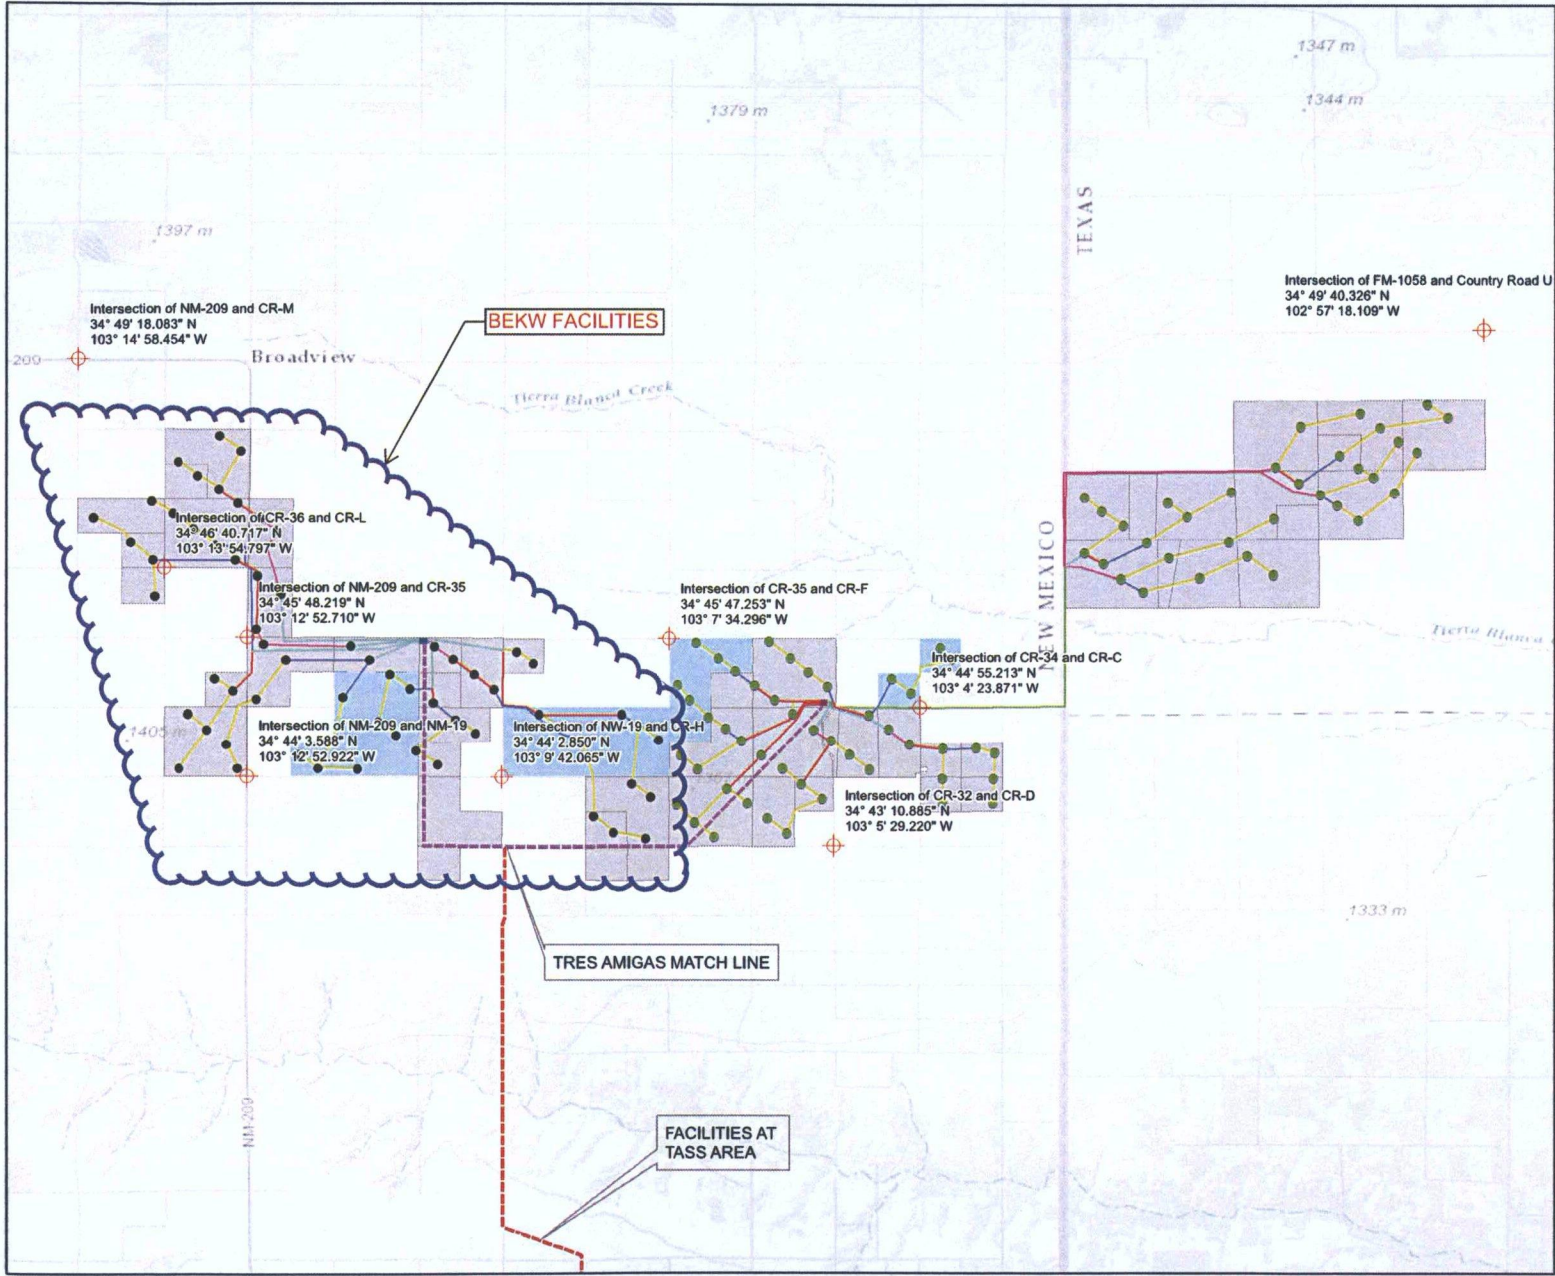 1347 m
1344 m
1379 m
TEXAS
1397 m
Intersection of FM-1058 and Country Road U
34° 49' 40.326" N
102° 57' 18.109" W
Intersection of NM-209 and CR-M
34° 49' 18.083" N
103° 14' 58.454" W
BEKW FACILITIES
209
Broadview
Tierra Blanca Creek
Intersection of CR-36 and CR-L
34° 46' 40.717" N
103° 13' 54.797" W
NEW MEXICO
Intersection of NM-209 and CR-35
34° 45' 48.219" N
103° 12' 52.710" W
Intersection of CR-35 and CR-F
34° 45' 47.253" N
103° 7' 34.296" W
Tierra Blanca
Intersection of CR-34 and CR-C
34° 44' 55.213" N
103° 4' 23.871" W
1405 m
Intersection of NM-209 and NM-19
34° 44' 3.588" N
103° 12' 52.922" W
Intersection of NW-19 and CR-H
34° 44' 2.850" N
103° 9' 42.065" W
Intersection of CR-32 and CR-D
34° 43' 10.885" N
103° 5' 29.220" W
1333 m
TRES AMIGAS MATCH LINE
NM-209
FACILITIES AT
TASS AREA